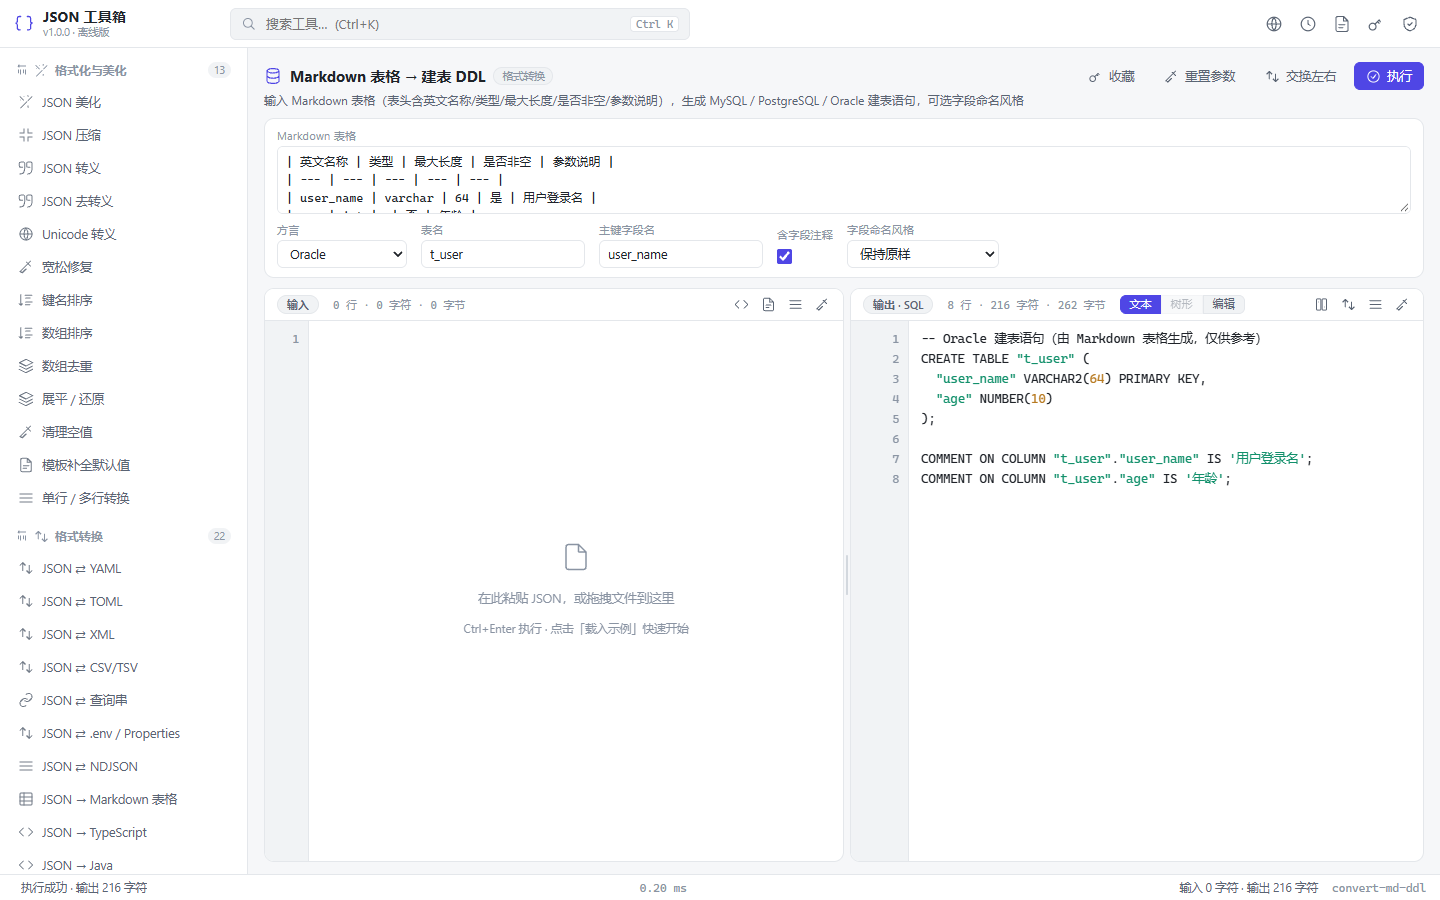 JSON 工具箱
v1.0.0 · 离线版
搜索工具... (Ctrl+K)
Ctrl K
格式化与美化
13
JSON 美化
JSON 压缩
JSON 转义
JSON 去转义
Unicode 转义
宽松修复
键名排序
数组排序
数组去重
展平 / 还原
清理空值
模板补全默认值
单行 / 多行转换
格式转换
22
JSON ⇄ YAML
JSON ⇄ TOML
JSON ⇄ XML
JSON ⇄ CSV/TSV
JSON ⇄ 查询串
JSON ⇄ .env / Properties
JSON ⇄ NDJSON
JSON → Markdown 表格
JSON → TypeScript
JSON → Java
Markdown 表格 → 建表 DDL
格式转换
收藏
重置参数
交换左右
执行
输入 Markdown 表格（表头含英文名称/类型/最大长度/是否非空/参数说明），生成 MySQL / PostgreSQL / Oracle 建表语句，可选字段命名风格
Markdown 表格
| 英文名称 | 类型 | 最大长度 | 是否非空 | 参数说明 |
| --- | --- | --- | --- | --- |
| user_name | varchar | 64 | 是 | 用户登录名 |
方言
Oracle
表名
t_user
主键字段名
user_name
含字段注释
字段命名风格
保持原样
输入
0 行 · 0 字符 · 0 字节
1
在此粘贴 JSON，或拖拽文件到这里
Ctrl+Enter 执行 · 点击「载入示例」快速开始
输出 · SQL
8 行 · 216 字符 · 262 字节
文本
树形
编辑
1 -- Oracle 建表语句（由 Markdown 表格生成，仅供参考）
2 CREATE TABLE "t_user" (
3 "user_name" VARCHAR2(64) PRIMARY KEY,
4 "age" NUMBER(10)
5 );
6
7 COMMENT ON COLUMN "t_user"."user_name" IS '用户登录名';
8 COMMENT ON COLUMN "t_user"."age" IS '年龄';
执行成功 · 输出 216 字符
0.20 ms
输入 0 字符 · 输出 216 字符
convert-md-ddl